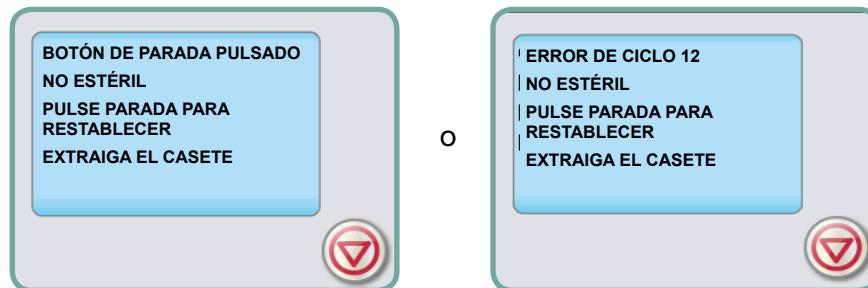 BOTÓN DE PARADA PULSADO
NO ESTÉRIL
PULSE PARADA PARA
RESTABLECER
EXTRAIGA EL CASETE
o
ERROR DE CICLO 12
NO ESTÉRIL
PULSE PARADA PARA
RESTABLECER
EXTRAIGA EL CASETE